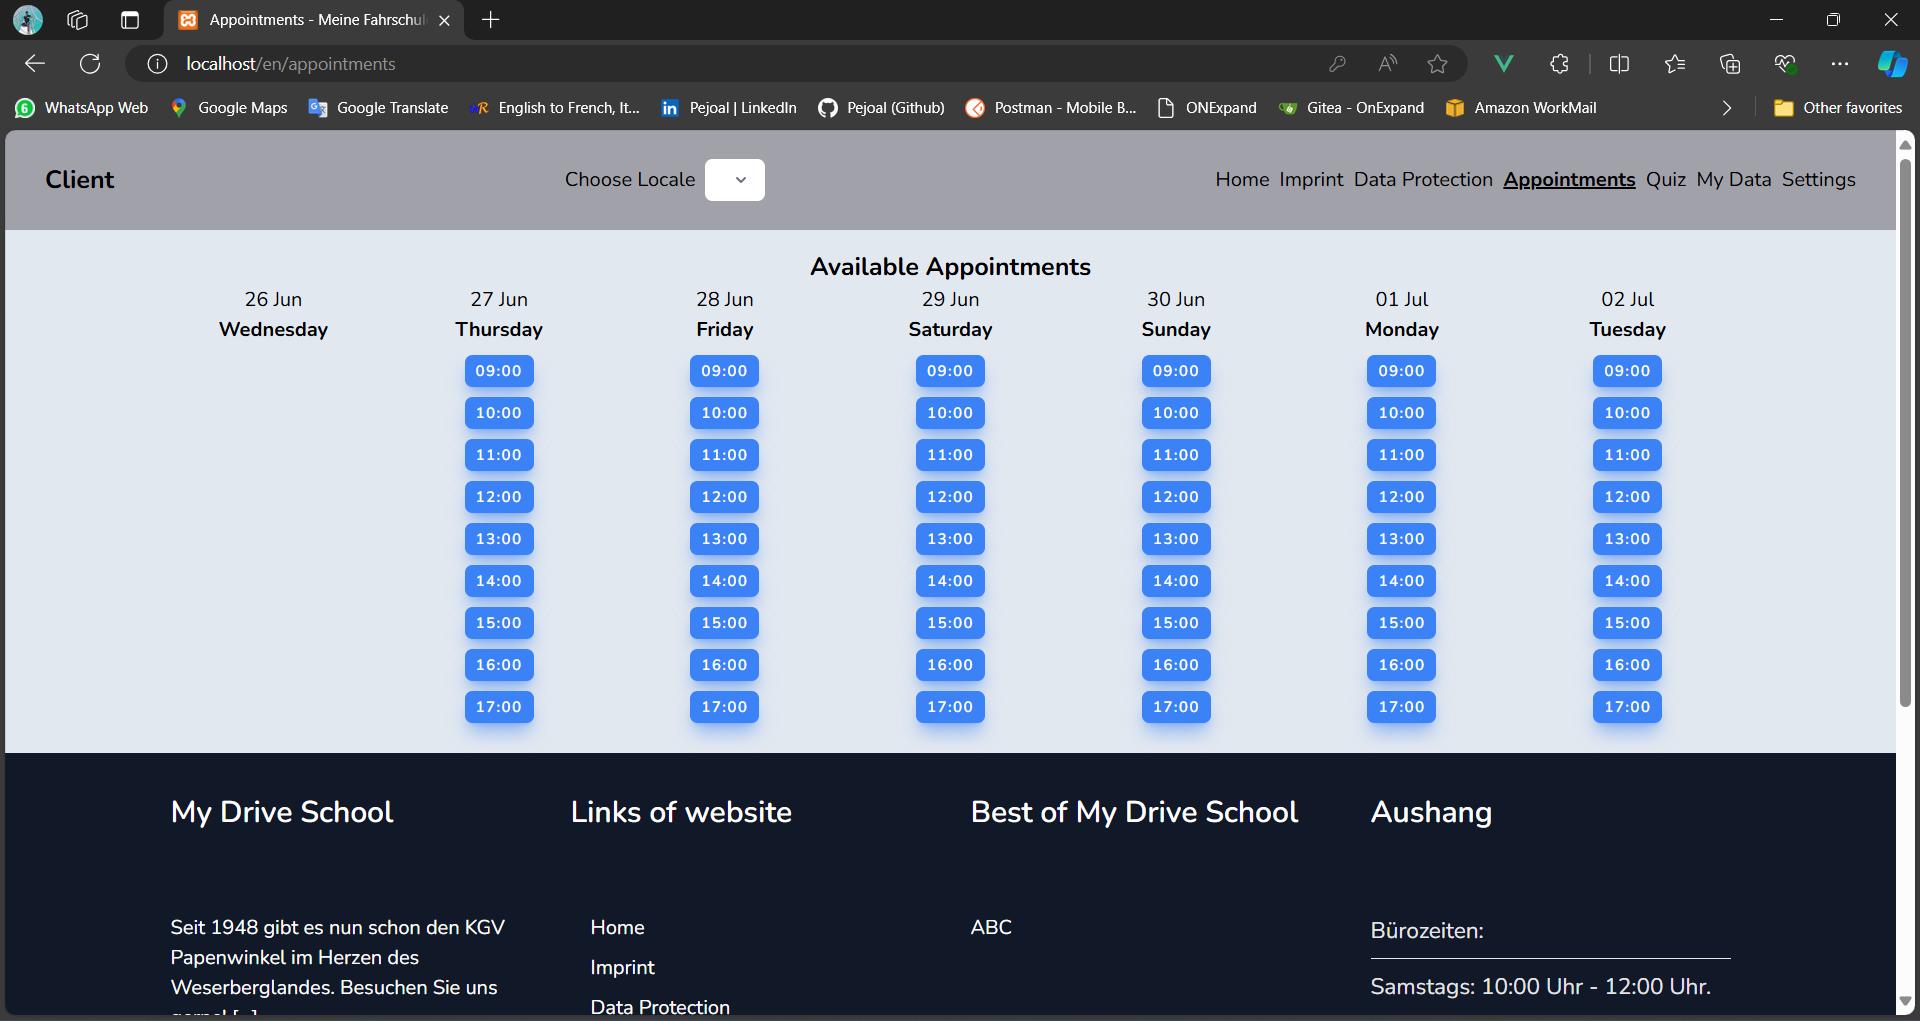 Appointments - Meine Fahrschul
localhost/en/appointments
WhatsApp Web
Google Maps
Google Translate
English to French, It...
Pejoal | LinkedIn
Pejoal (Github)
Postman - Mobile B...
ONExpand
Gitea - OnExpand
Amazon WorkMail
Other favorites
Client
Choose Locale
Home Imprint Data Protection Appointments Quiz My Data Settings
Available Appointments
26 Jun 27 Jun 28 Jun 29 Jun 30 Jun 01 Jul 02 Jul
Wednesday Thursday Friday Saturday Sunday Monday Tuesday
09:00 09:00 09:00 09:00 09:00 09:00
10:00 10:00 10:00 10:00 10:00 10:00
11:00 11:00 11:00 11:00 11:00 11:00
12:00 12:00 12:00 12:00 12:00 12:00
13:00 13:00 13:00 13:00 13:00 13:00
14:00 14:00 14:00 14:00 14:00 14:00
15:00 15:00 15:00 15:00 15:00 15:00
16:00 16:00 16:00 16:00 16:00 16:00
17:00 17:00 17:00 17:00 17:00 17:00
My Drive School
Seit 1948 gibt es nun schon den KGV
Papenwinkel im Herzen des
Weserberglandes. Besuchen Sie uns
Links of website
Home
Imprint
Data Protection
Best of My Drive School
ABC
Aushang
Bürozeiten:
Samstags: 10:00 Uhr - 12:00 Uhr.